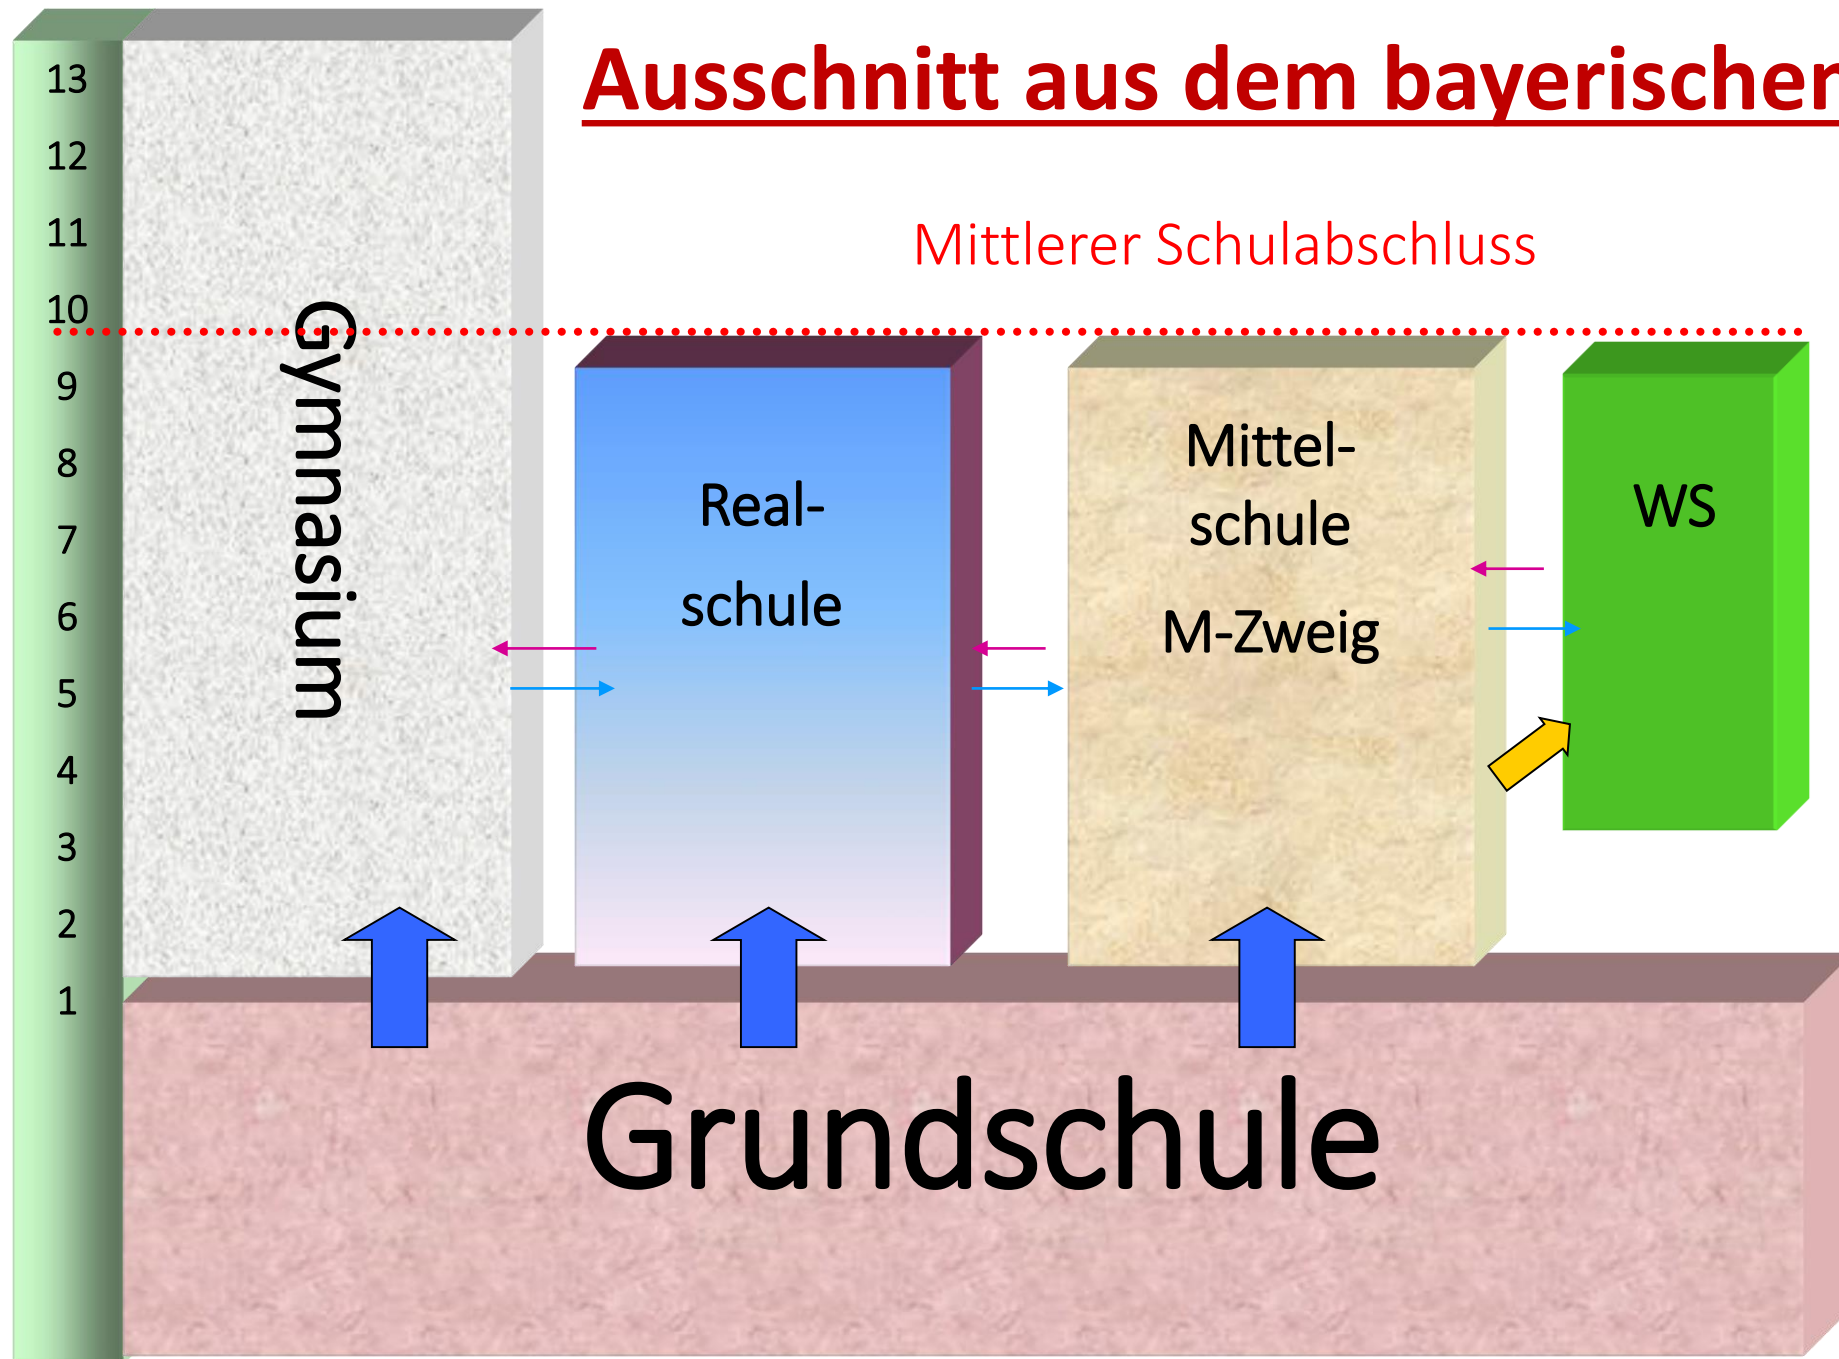 Ausschnitt aus dem bayerischen
Mittlerer Schulabschluss
13
12
11
10
9
8
7
6
5
4
3
2
1
Gymnasium
Real-
schule
Mittel-
schule
M-Zweig
WS
Grundschule